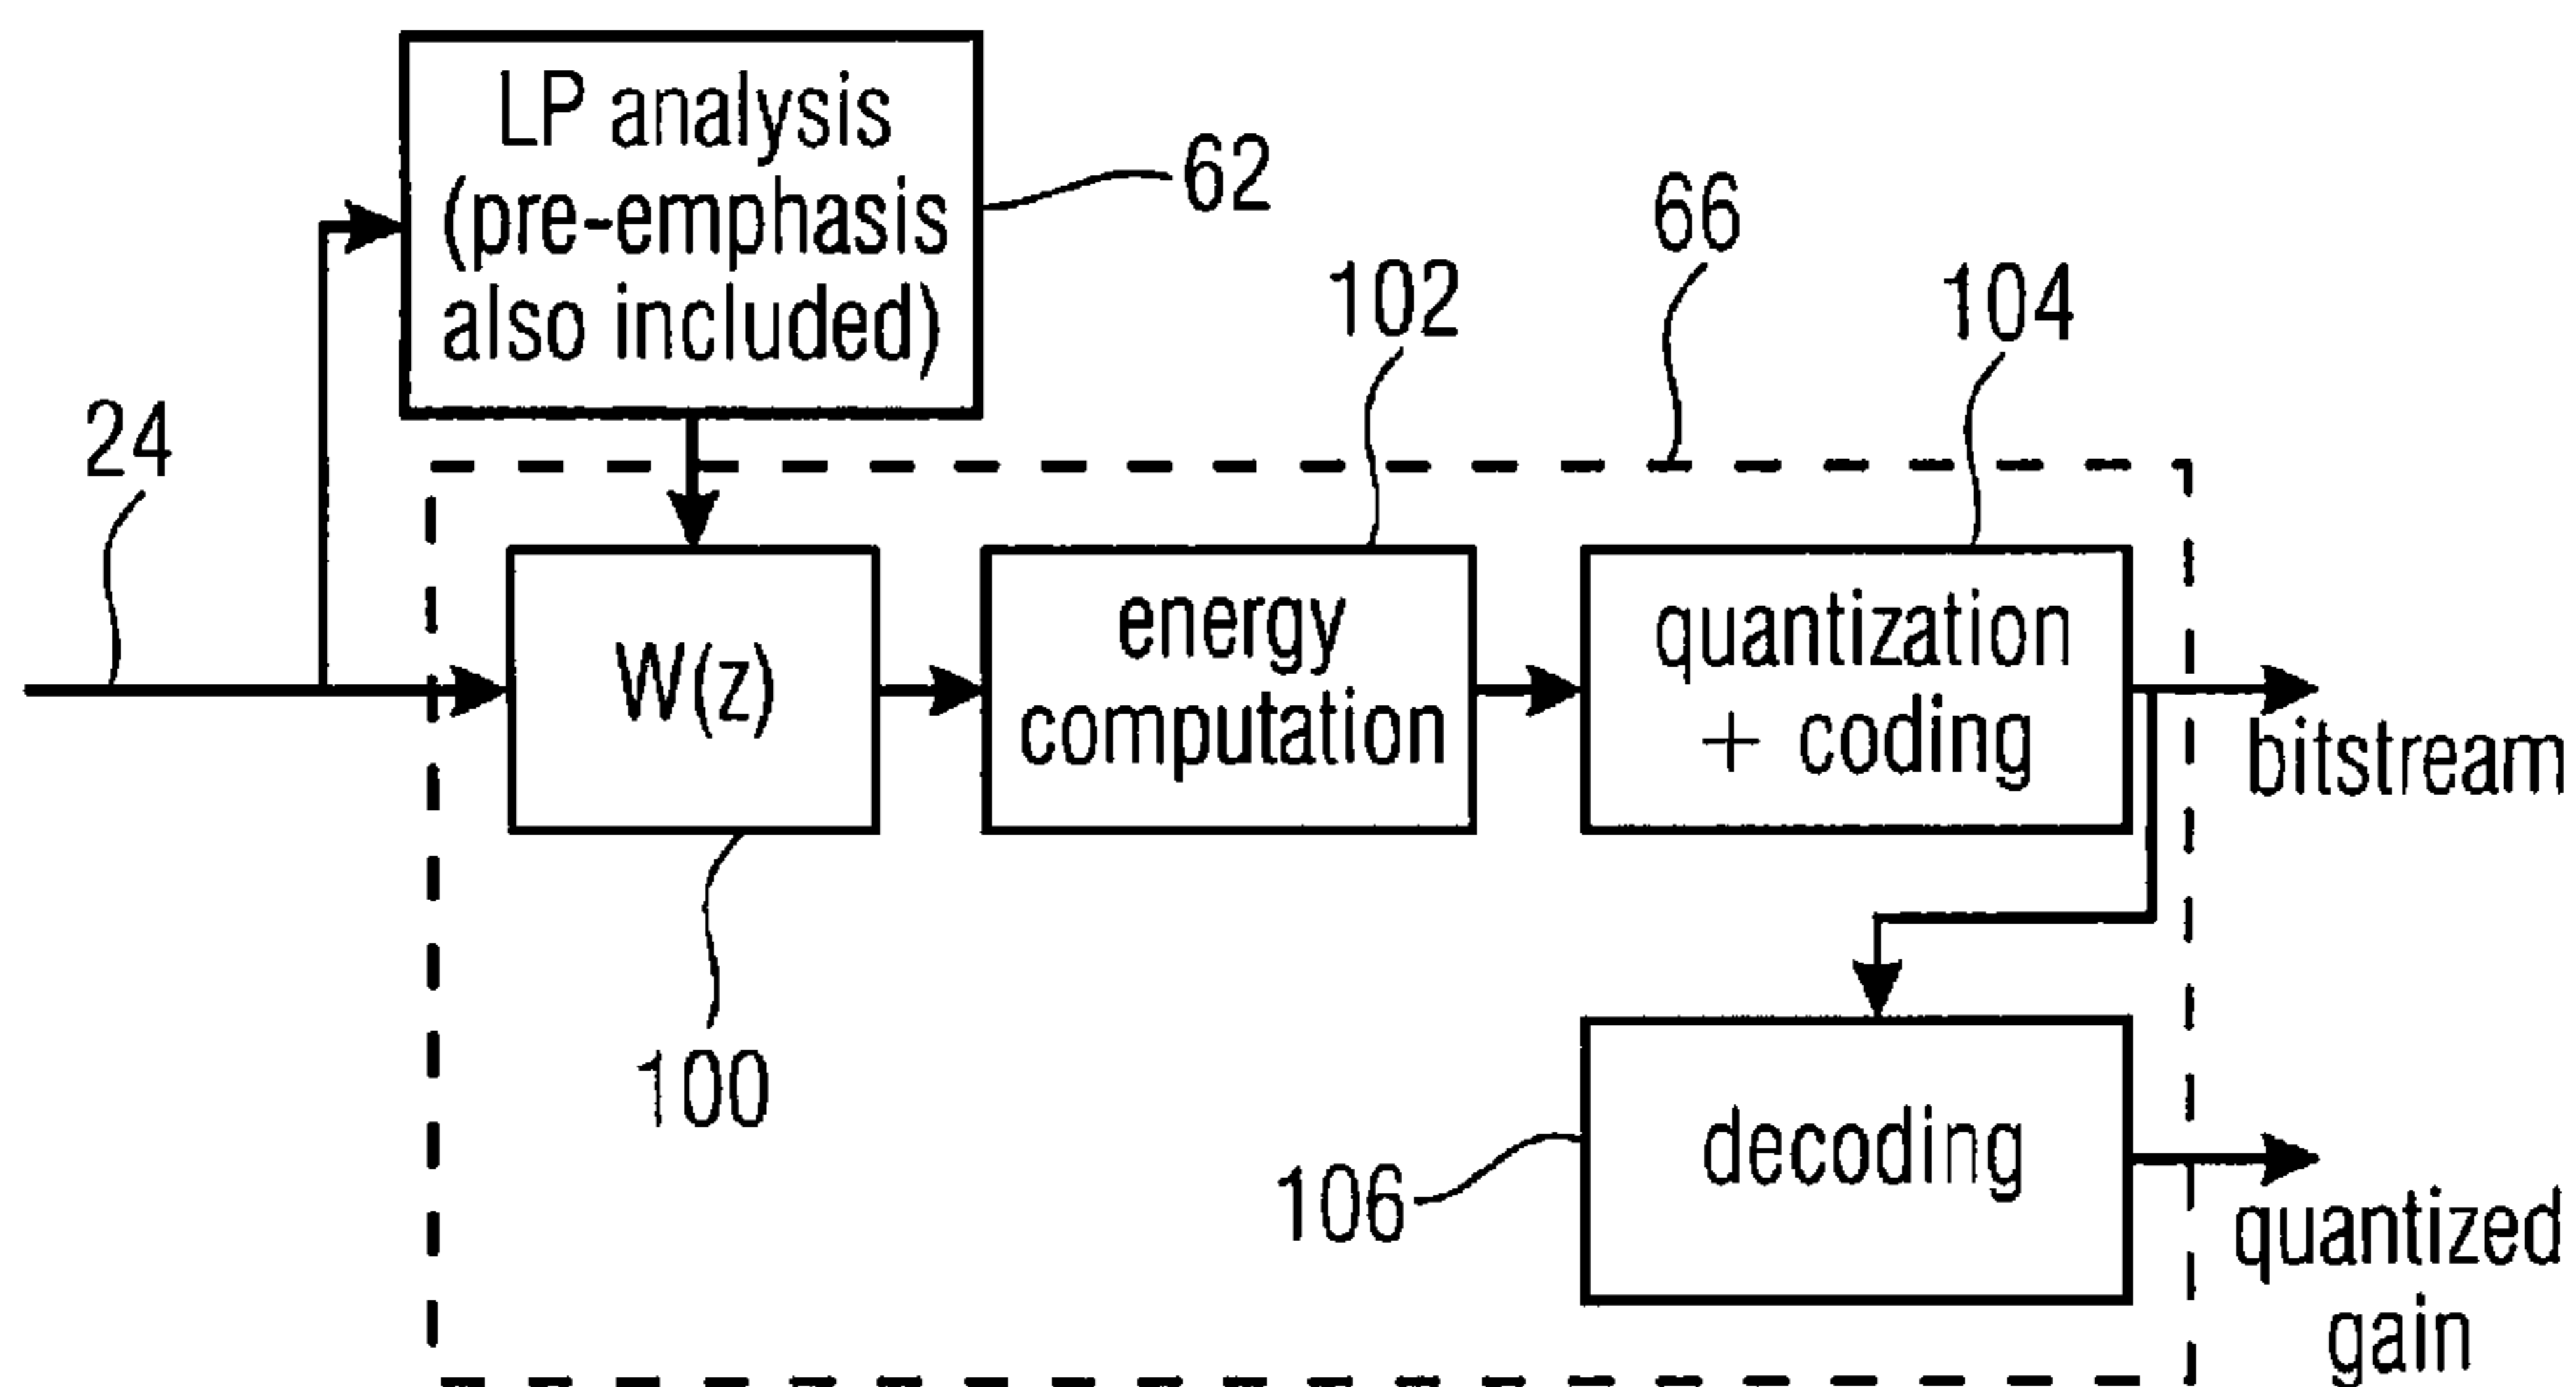 LP analysis
(pre-emphasis
also included)
62
66
102
104
24
W(z)
energy
computation
quantization
+ coding
bitstream
100
106
decoding
quantized
gain